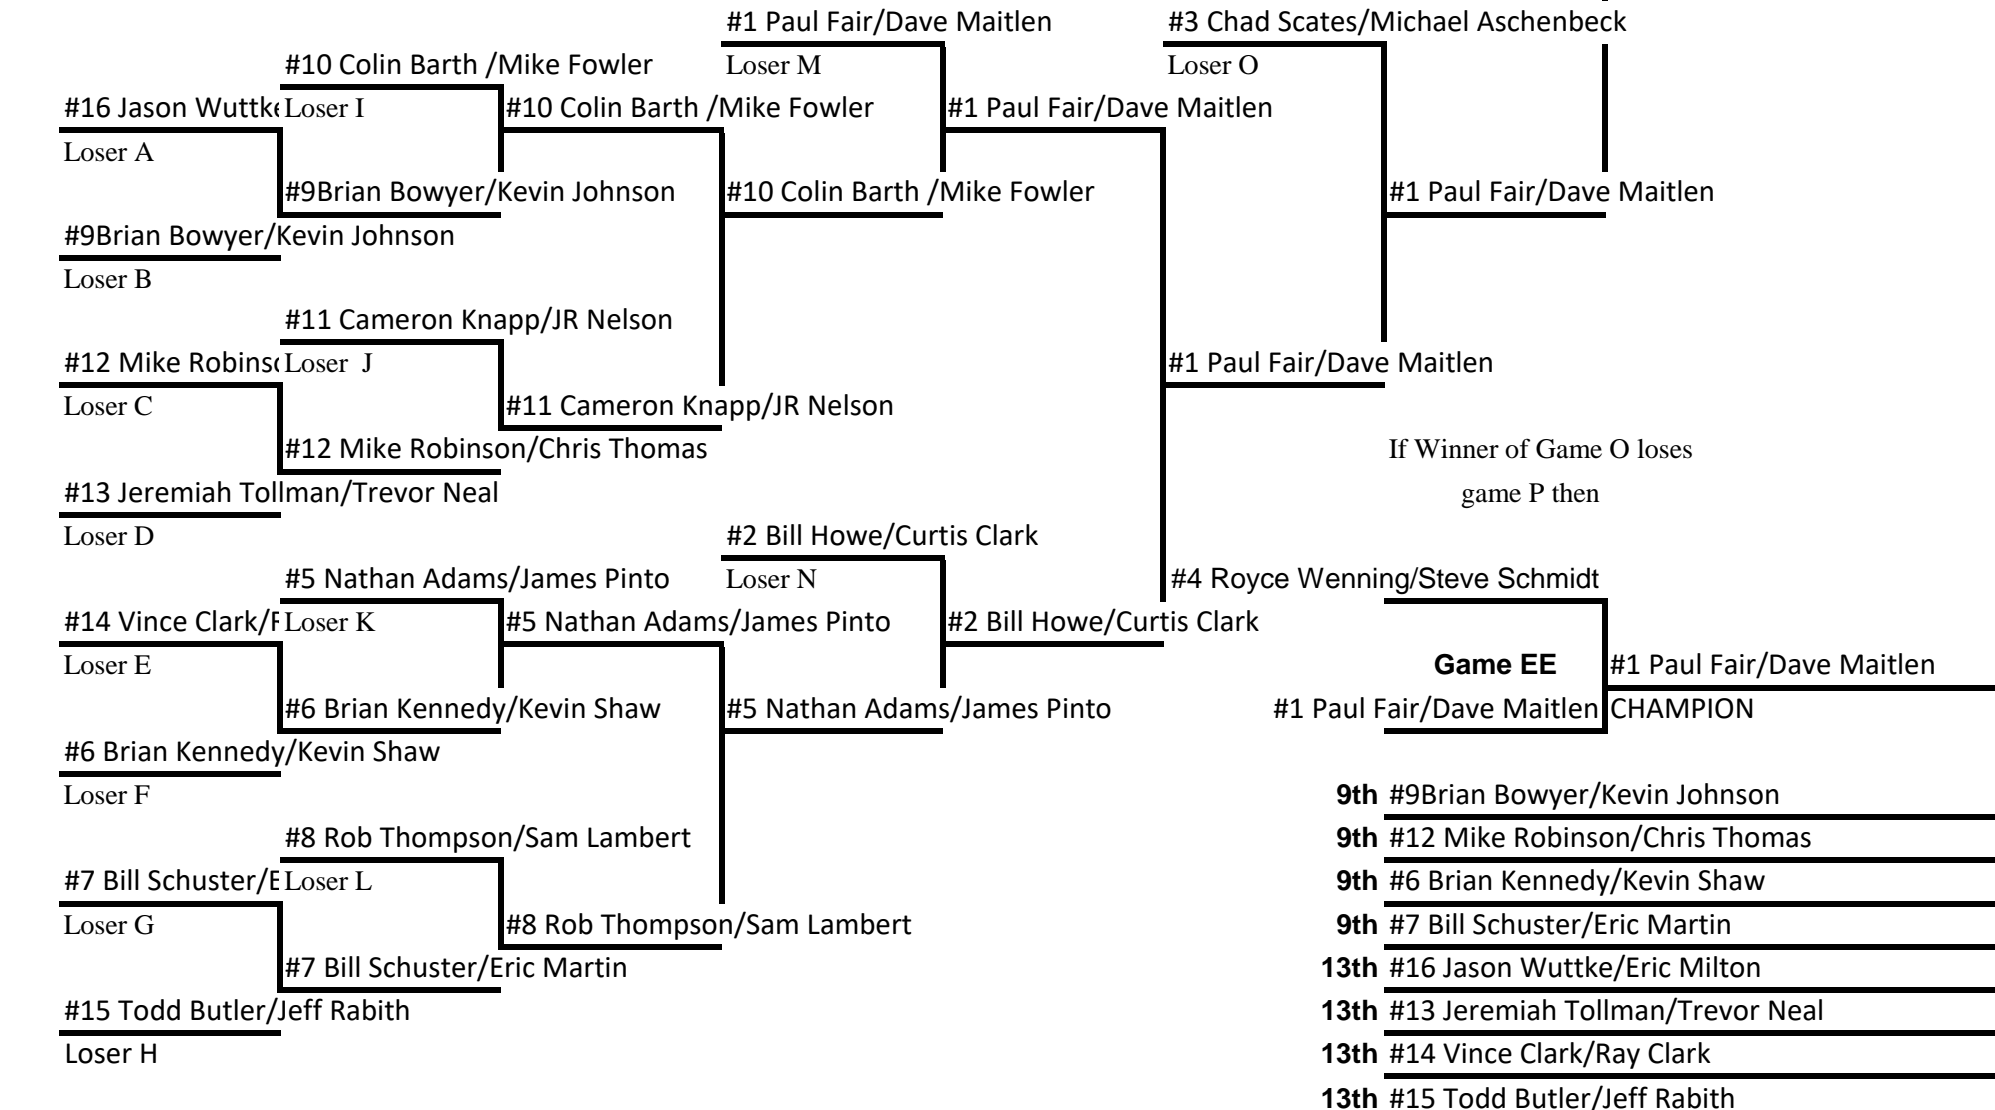 #1 Paul Fair/Dave Maitlen #3 Chad Scates/Michael Aschenbeck
#10 Colin Barth /Mike Fowler Loser M Loser O
#16 Jason Wuttke Loser I #10 Colin Barth /Mike Fowler #1 Paul Fair/Dave Maitlen
Loser A
#9Brian Bowyer/Kevin Johnson #10 Colin Barth /Mike Fowler #1 Paul Fair/Dave Maitlen
#9Brian Bowyer/Kevin Johnson
Loser B
#11 Cameron Knapp/JR Nelson
#12 Mike Robinso Loser J #1 Paul Fair/Dave Maitlen
Loser C #11 Cameron Knapp/JR Nelson
#12 Mike Robinson/Chris Thomas If Winner of Game O loses
#13 Jeremiah Tollman/Trevor Neal game P then
Loser D #2 Bill Howe/Curtis Clark
#5 Nathan Adams/James Pinto Loser N #4 Royce Wenning/Steve Schmidt
#14 Vince Clark/ Loser K #5 Nathan Adams/James Pinto #2 Bill Howe/Curtis Clark
Loser E Game EE #1 Paul Fair/Dave Maitlen
#6 Brian Kennedy/Kevin Shaw #5 Nathan Adams/James Pinto #1 Paul Fair/Dave Maitlen CHAMPION
#6 Brian Kennedy/Kevin Shaw
Loser F 9th #9Brian Bowyer/Kevin Johnson
#8 Rob Thompson/Sam Lambert 9th #12 Mike Robinson/Chris Thomas
#7 Bill Schuster/E Loser L 9th #6 Brian Kennedy/Kevin Shaw
Loser G #8 Rob Thompson/Sam Lambert 9th #7 Bill Schuster/Eric Martin
#7 Bill Schuster/Eric Martin 13th #16 Jason Wuttke/Eric Milton
#15 Todd Butler/Jeff Rabith 13th #13 Jeremiah Tollman/Trevor Neal
Loser H 13th #14 Vince Clark/Ray Clark
13th #15 Todd Butler/Jeff Rabith